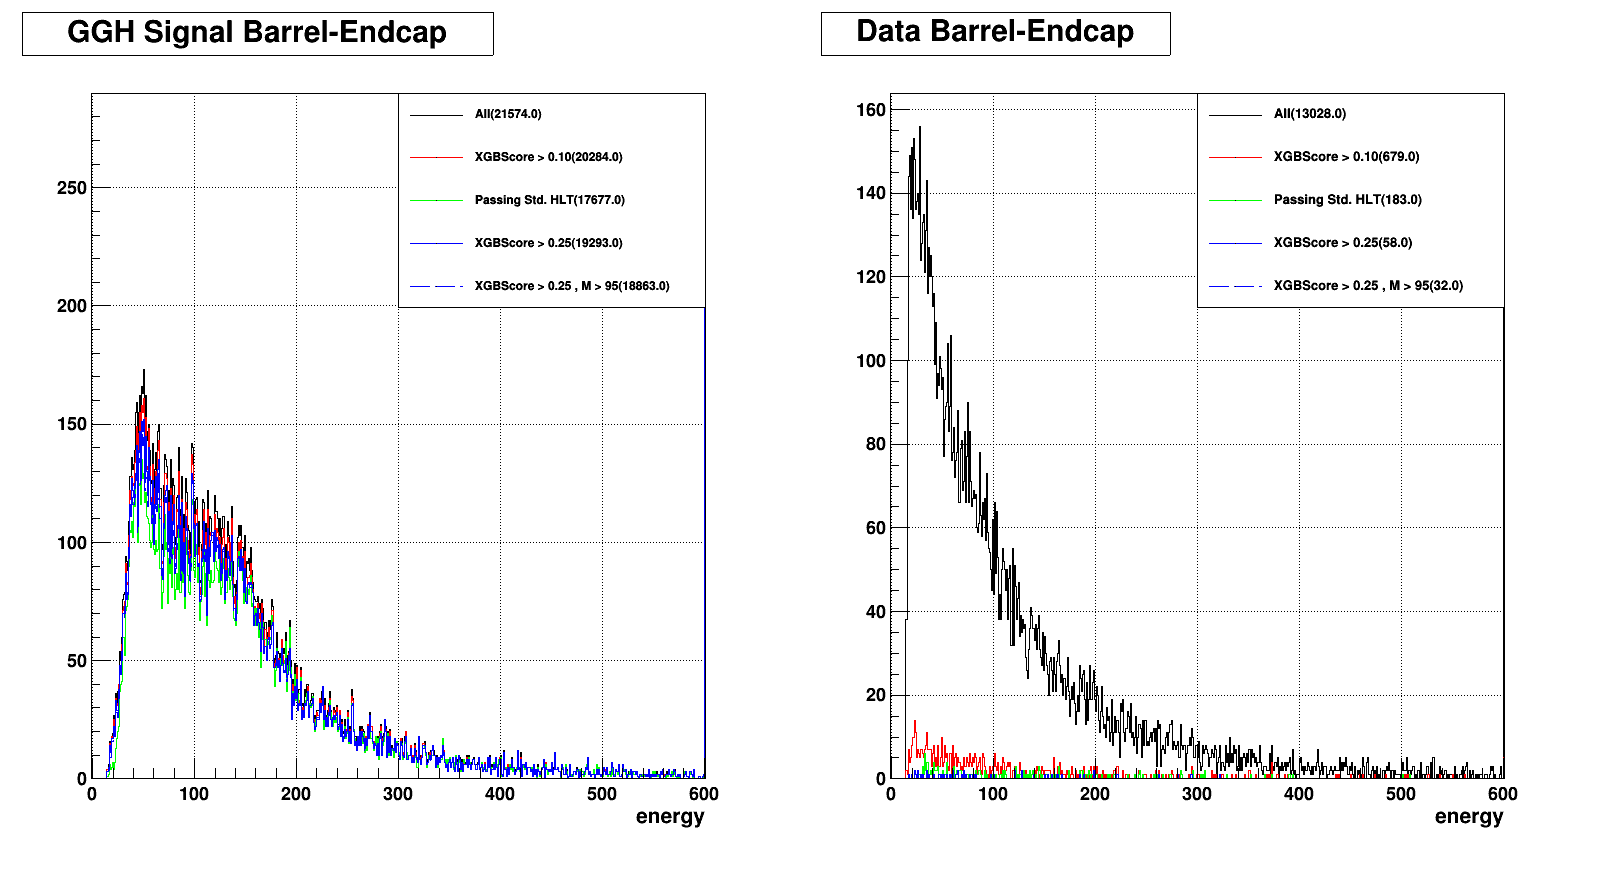 GGH Signal Barrel-Endcap
All(21574.0)
XGBScore > 0.10(20284.0)
Passing Std. HLT(17677.0)
XGBScore > 0.25(19293.0)
XGBScore > 0.25 , M > 95(18863.0)
250
200
150
100
50
0
0 100 200 300 400 500 600
energy
Data Barrel-Endcap
All(13028.0)
XGBScore > 0.10(679.0)
Passing Std. HLT(183.0)
XGBScore > 0.25(58.0)
XGBScore > 0.25 , M > 95(32.0)
160
140
120
100
80
60
40
20
0
0 100 200 300 400 500 600
energy